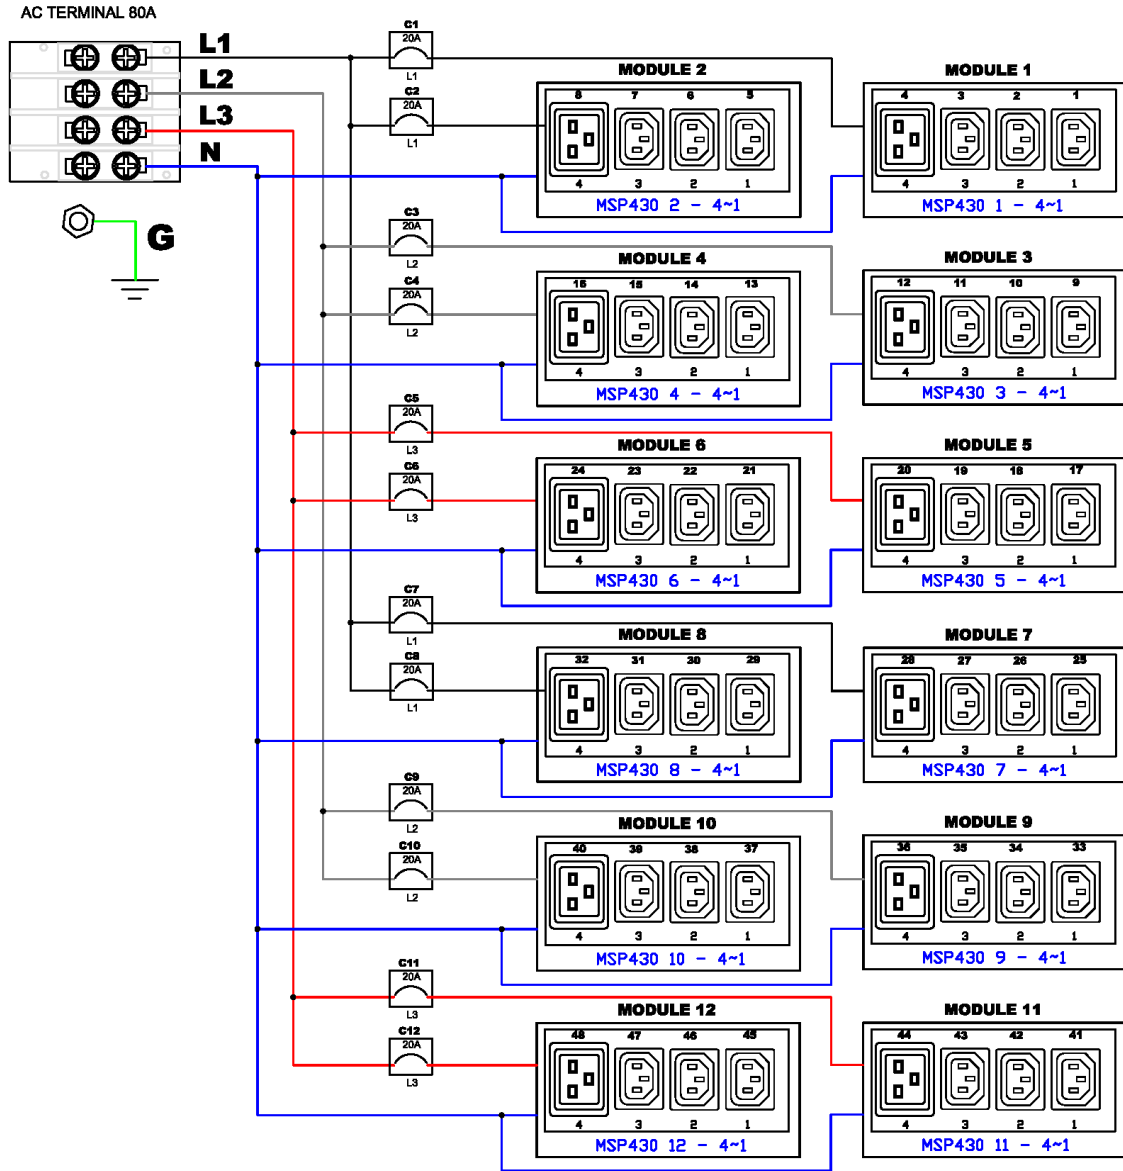 AC TERMINAL 80A
L1
L2
L3
N
G
C1
20A
L1
C2
20A
L1
MODULE 2
8 7 6 5
4 3 2 1
MSP430 2 - 4~1
MODULE 1
4 3 2 1
4 3 2 1
MSP430 1 - 4~1
C3
20A
L2
C4
20A
L2
MODULE 4
16 15 14 13
4 3 2 1
MSP430 4 - 4~1
MODULE 3
12 11 10 9
4 3 2 1
MSP430 3 - 4~1
C5
20A
L3
C6
20A
L3
MODULE 6
24 23 22 21
4 3 2 1
MSP430 6 - 4~1
MODULE 5
20 19 18 17
4 3 2 1
MSP430 5 - 4~1
C7
20A
L1
C8
20A
L1
MODULE 8
32 31 30 29
4 3 2 1
MSP430 8 - 4~1
MODULE 7
28 27 26 25
4 3 2 1
MSP430 7 - 4~1
C9
20A
L2
C10
20A
L2
MODULE 10
40 39 38 37
4 3 2 1
MSP430 10 - 4~1
MODULE 9
36 35 34 33
4 3 2 1
MSP430 9 - 4~1
C11
20A
L3
C12
20A
L3
MODULE 12
48 47 46 45
4 3 2 1
MSP430 12 - 4~1
MODULE 11
44 43 42 41
4 3 2 1
MSP430 11 - 4~1